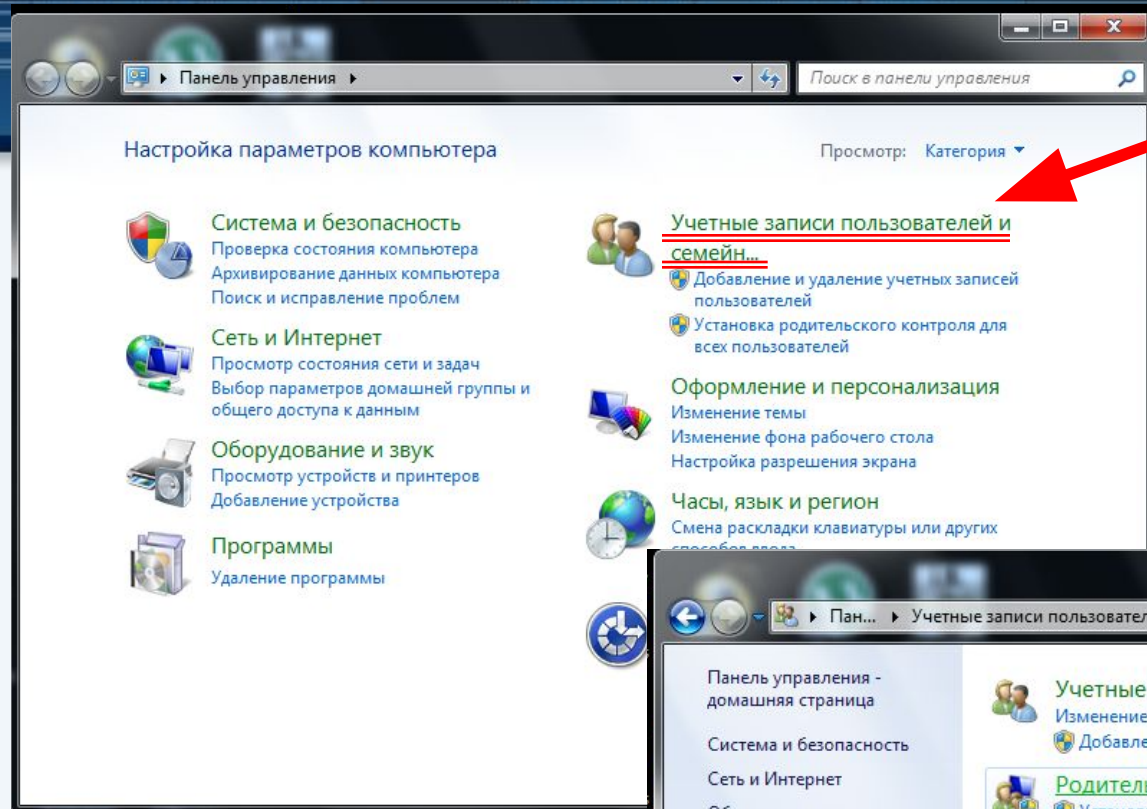 Панель управления
Поиск в панели управления
Настройка параметров компьютера
Просмотр: Категория
Система и безопасность
Проверка состояния компьютера
Архивирование данных компьютера
Поиск и исправление проблем
Сеть и Интернет
Просмотр состояния сети и задач
Выбор параметров домашней группы и
общего доступа к данным
Оборудование и звук
Просмотр устройств и принтеров
Добавление устройства
Программы
Удаление программы
Учетные записи пользователей и
семейн...
Добавление и удаление учетных записей
пользователей
Установка родительского контроля для
всех пользователей
Оформление и персонализация
Изменение темы
Изменение фона рабочего стола
Настройка разрешения экрана
Часы, язык и регион
Смена раскладки клавиатуры или других
способов ввода
Пан... Учетные записи
Панель управления -
домашняя страница
Система и безопасность
Сеть и Интернет
Учетные
Изменение